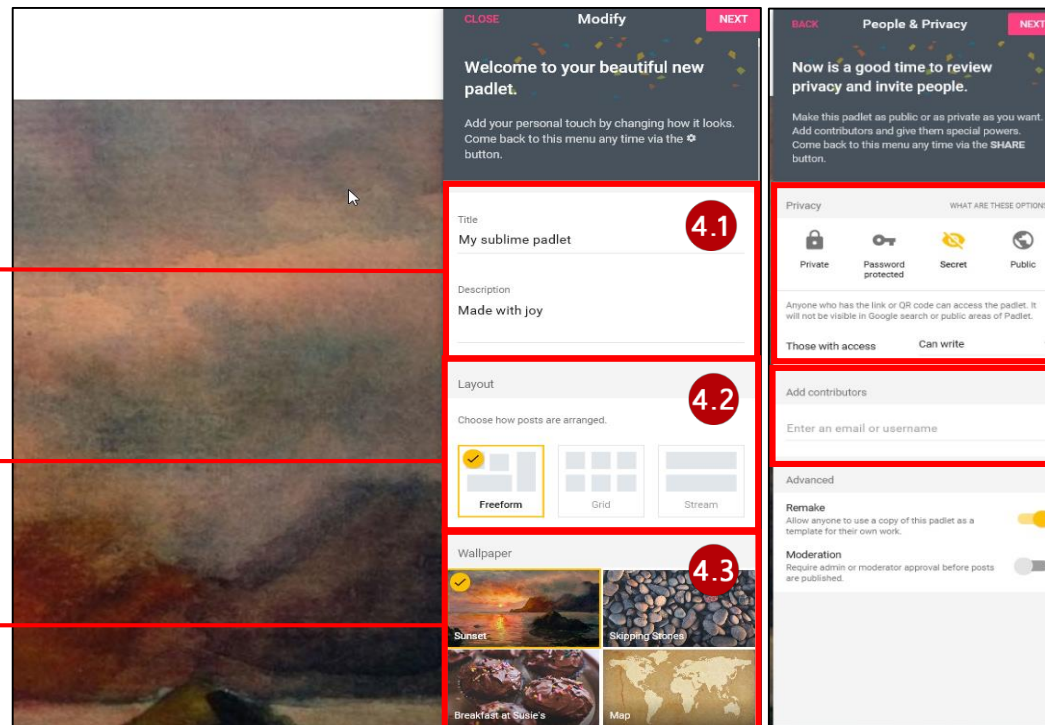 CLOSE Modify NEXT
Welcome to your beautiful new
padlet.
Add your personal touch by changing how it looks.
Come back to this menu any time via the
button.
Title
My sublime padlet
4.1
Description
Made with joy
Layout
4.2
Choose how posts are arranged.
Freeform Grid Stream
Wallpaper
4.3
Sunset Skipping Stones
Breakfast at Susie's Map
BACK People & Privacy NEXT
Now is a good time to review
privacy and invite people.
Make this padlet as public or as private as you want.
Add contributors and give them special powers.
Come back to this menu any time via the SHARE
button.
Privacy WHAT ARE THESE OPTIONS
Private Password Secret Public
protected
Anyone who has the link or QR code can access the padlet. It
will not be visible in Google search or public areas of Padlet.
Those with access Can write
Add contributors
Enter an email or username
Advanced
Remake
Allow anyone to use a copy of this padlet as a
template for their own work.
Moderation
Require admin or moderator approval before posts
are published.